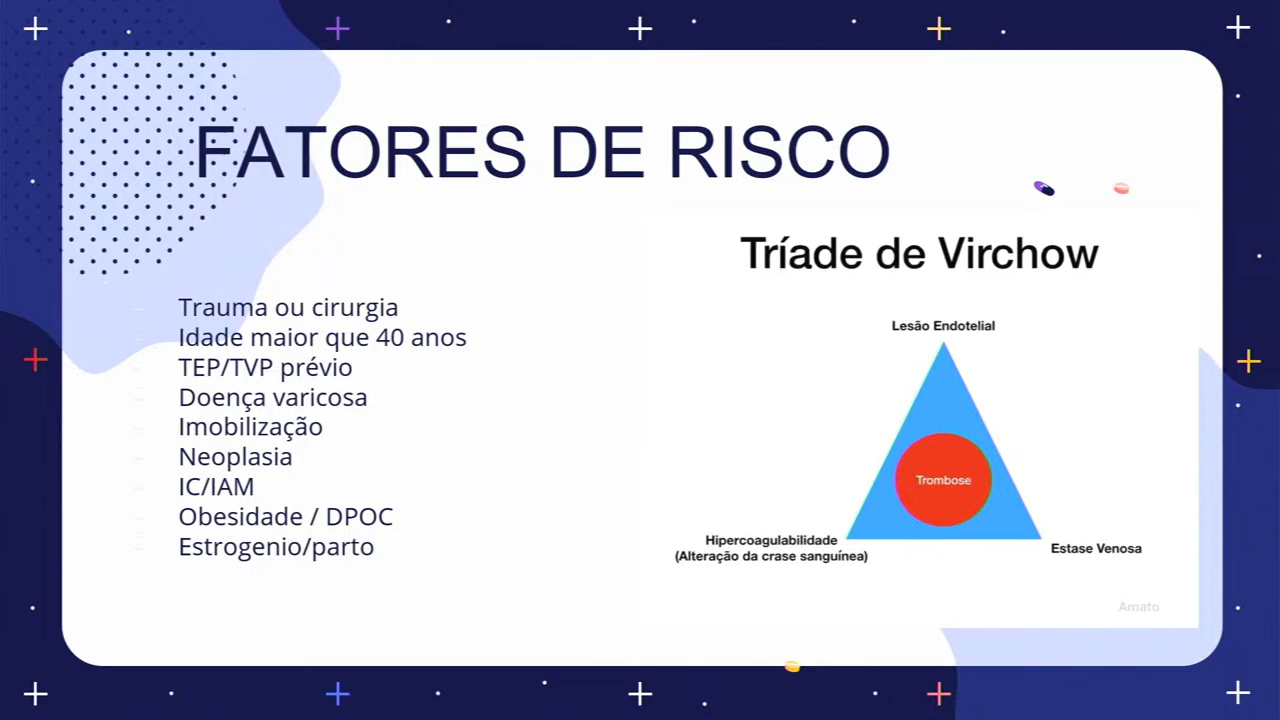 FATORES DE RISCO
Trauma ou cirurgia
Idade maior que 40 anos
TEP/TVP prévio
Doença varicosa
Imobilização
Neoplasia
IC/IAM
Obesidade / DPOC
Estrogenio/parto
Tríade de Virchow
Lesão Endotelial
Trombose
Hipercoagulabilidade
(Alteração da crase sanguínea)
Estase Venosa
Amato